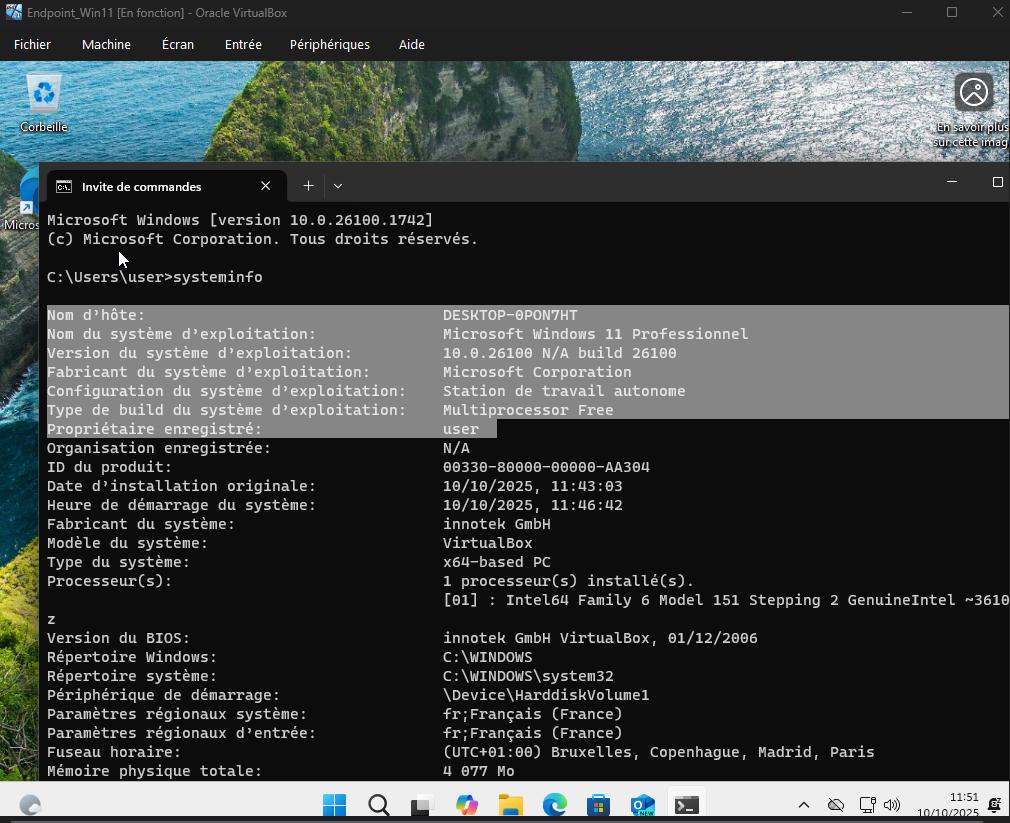 Endpoint_Win11 [En fonction] - Oracle VirtualBox
Fichier Machine Écran Entrée Périphériques Aide
Corbeille
En savoir plus
sur cette imag
Micros
Invite de commandes
Microsoft Windows [version 10.0.26100.1742]
(c) Microsoft Corporation. Tous droits réservés.
C:\Users\user>systeminfo
Nom d’hôte: DESKTOP-0PON7HT
Nom du système d’exploitation: Microsoft Windows 11 Professionnel
Version du système d’exploitation: 10.0.26100 N/A build 26100
Fabricant du système d’exploitation: Microsoft Corporation
Configuration du système d’exploitation: Station de travail autonome
Type de build du système d’exploitation: Multiprocessor Free
Propriétaire enregistré: user
Organisation enregistrée: N/A
ID du produit: 00330-80000-00000-AA304
Date d’installation originale: 10/10/2025, 11:43:03
Heure de démarrage du système: 10/10/2025, 11:46:42
Fabricant du système: innotek GmbH
Modèle du système: VirtualBox
Type du système: x64-based PC
Processeur(s): 1 processeur(s) installé(s).
[01] : Intel64 Family 6 Model 151 Stepping 2 GenuineIntel ~3610
z
Version du BIOS: innotek GmbH VirtualBox, 01/12/2006
Répertoire Windows: C:\WINDOWS
Répertoire système: C:\WINDOWS\system32
Périphérique de démarrage: \Device\HarddiskVolume1
Paramètres régionaux système: fr;Français (France)
Paramètres régionaux d’entrée: fr;Français (France)
Fuseau horaire: (UTC+01:00) Bruxelles, Copenhague, Madrid, Paris
Mémoire physique totale: 4 077 Mo
11:51
10/10/2025